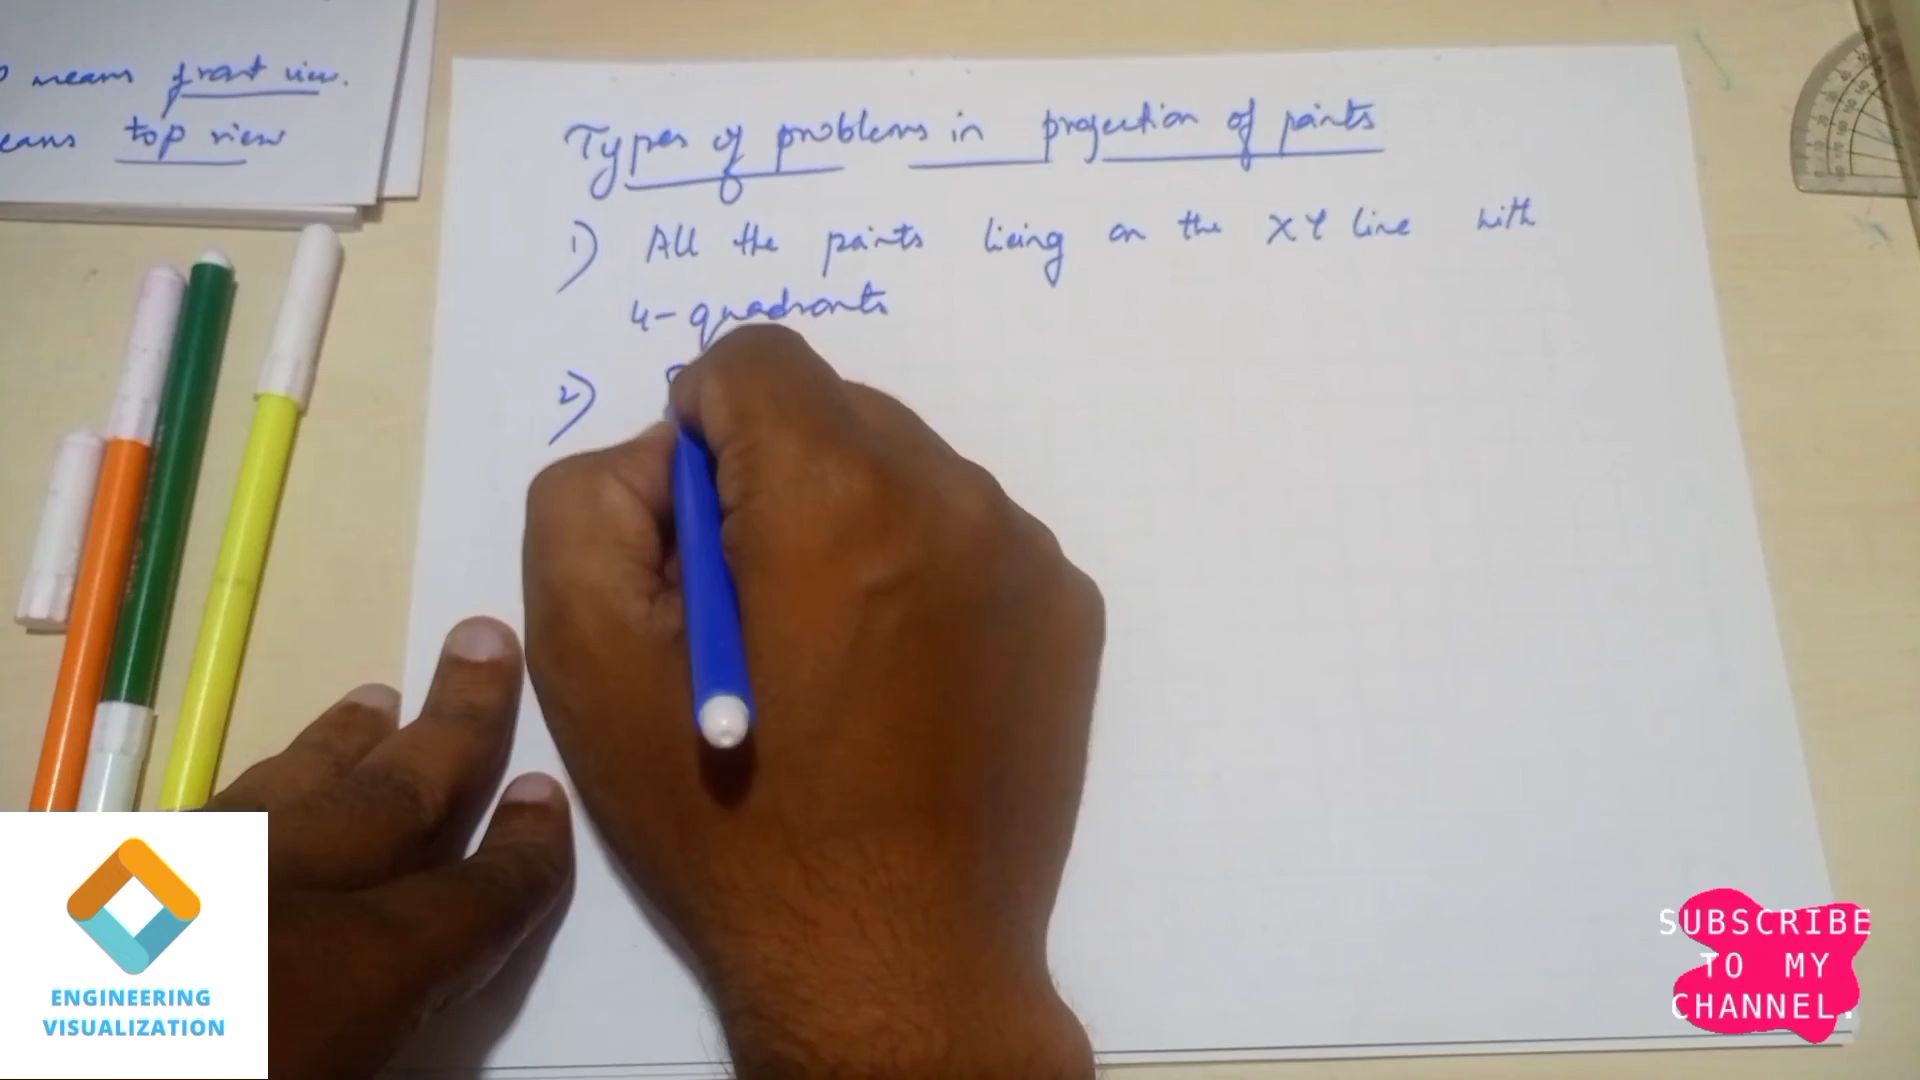 means front view.
means top view
Types of problems in projection of points
1) All the points lieing on the XY line with
4- quadrants
2)
ENGINEERING
VISUALIZATION
SUBSCRIBE
TO MY
CHANNEL.